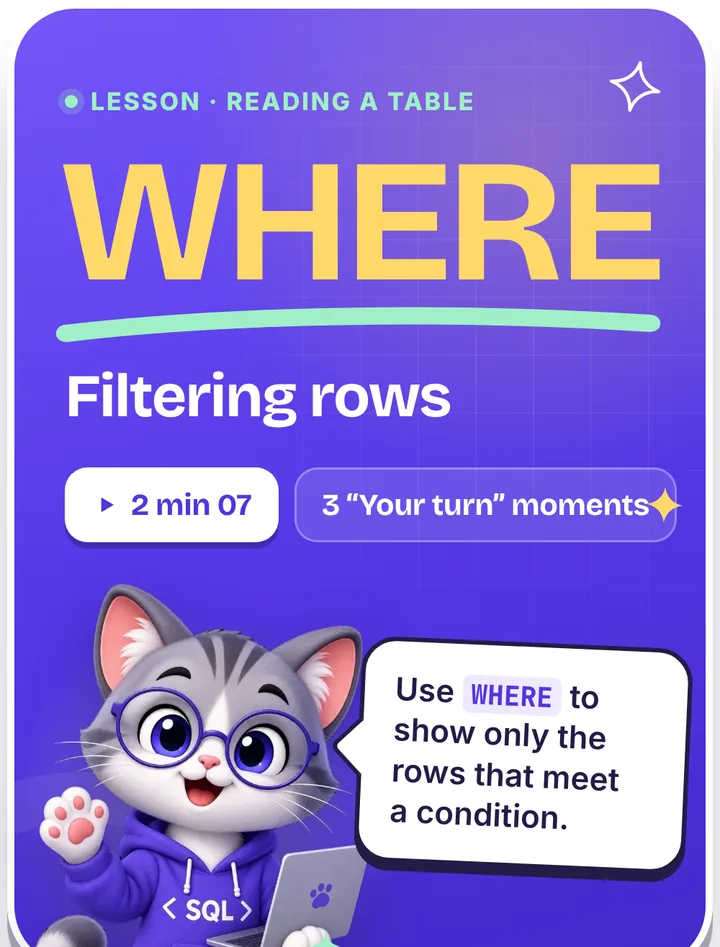 LESSON · READING A TABLE
WHERE
Filtering rows
2 min 07
3 “Your turn” moments
Use WHERE to
show only the
rows that meet
a condition.
< SQL >